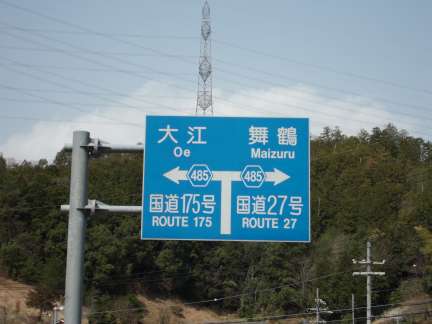 大江 舞鶴
Oe Maizuru
485 485
国道175号 国道27号
ROUTE 175 ROUTE 27